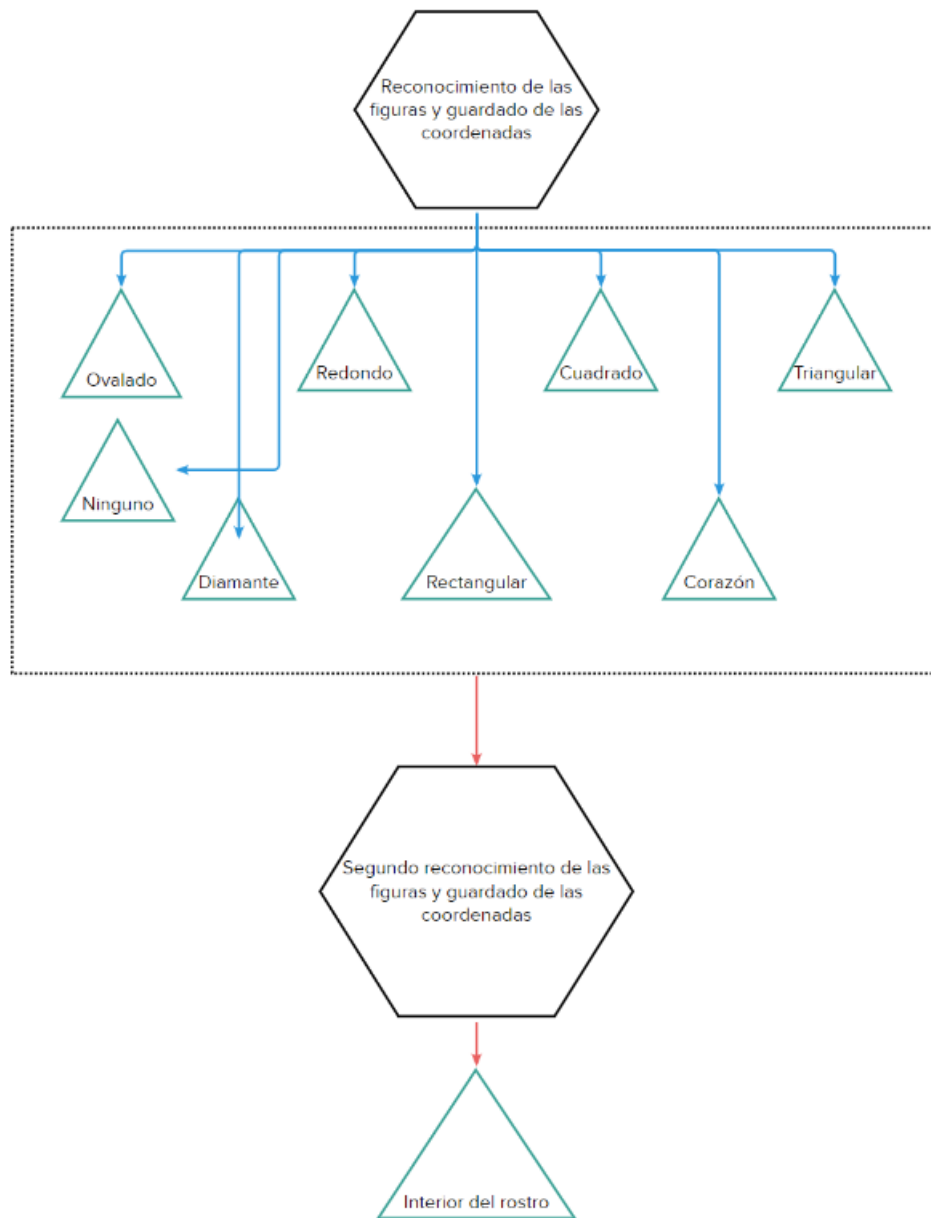 Reconocimiento de las
figuras y guardado de las
coordenadas
Ovalado
Redondo
Cuadrado
Triangular
Ninguno
Diamante
Rectangular
Corazón
Segundo reconocimiento de las
figuras y guardado de las
coordenadas
Interior del rostro